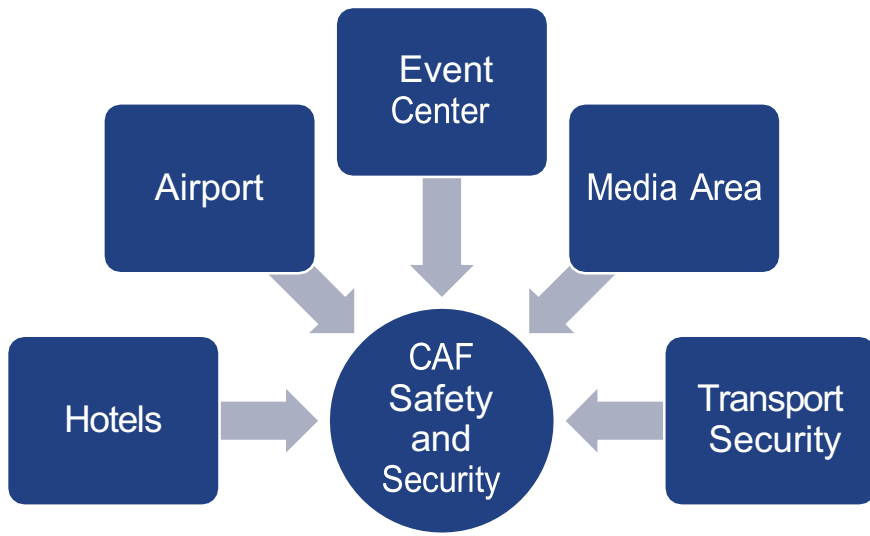 Event
Center
Airport
Media Area
Hotels
CAF
Safety
and
Security
Transport
Security